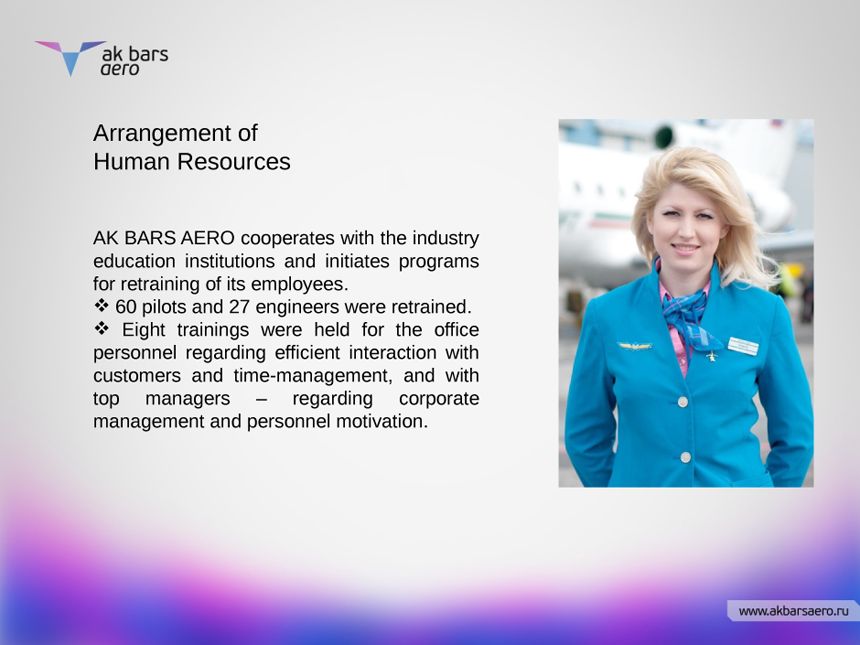 ak bars
aero
Arrangement of
Human Resources
AK BARS AERO cooperates with the industry
education institutions and initiates programs
for retraining of its employees.
❖ 60 pilots and 27 engineers were retrained.
❖ Eight trainings were held for the office
personnel regarding efficient interaction with
customers and time-management, and with
top managers – regarding corporate
management and personnel motivation.
www.akbarsaero.ru